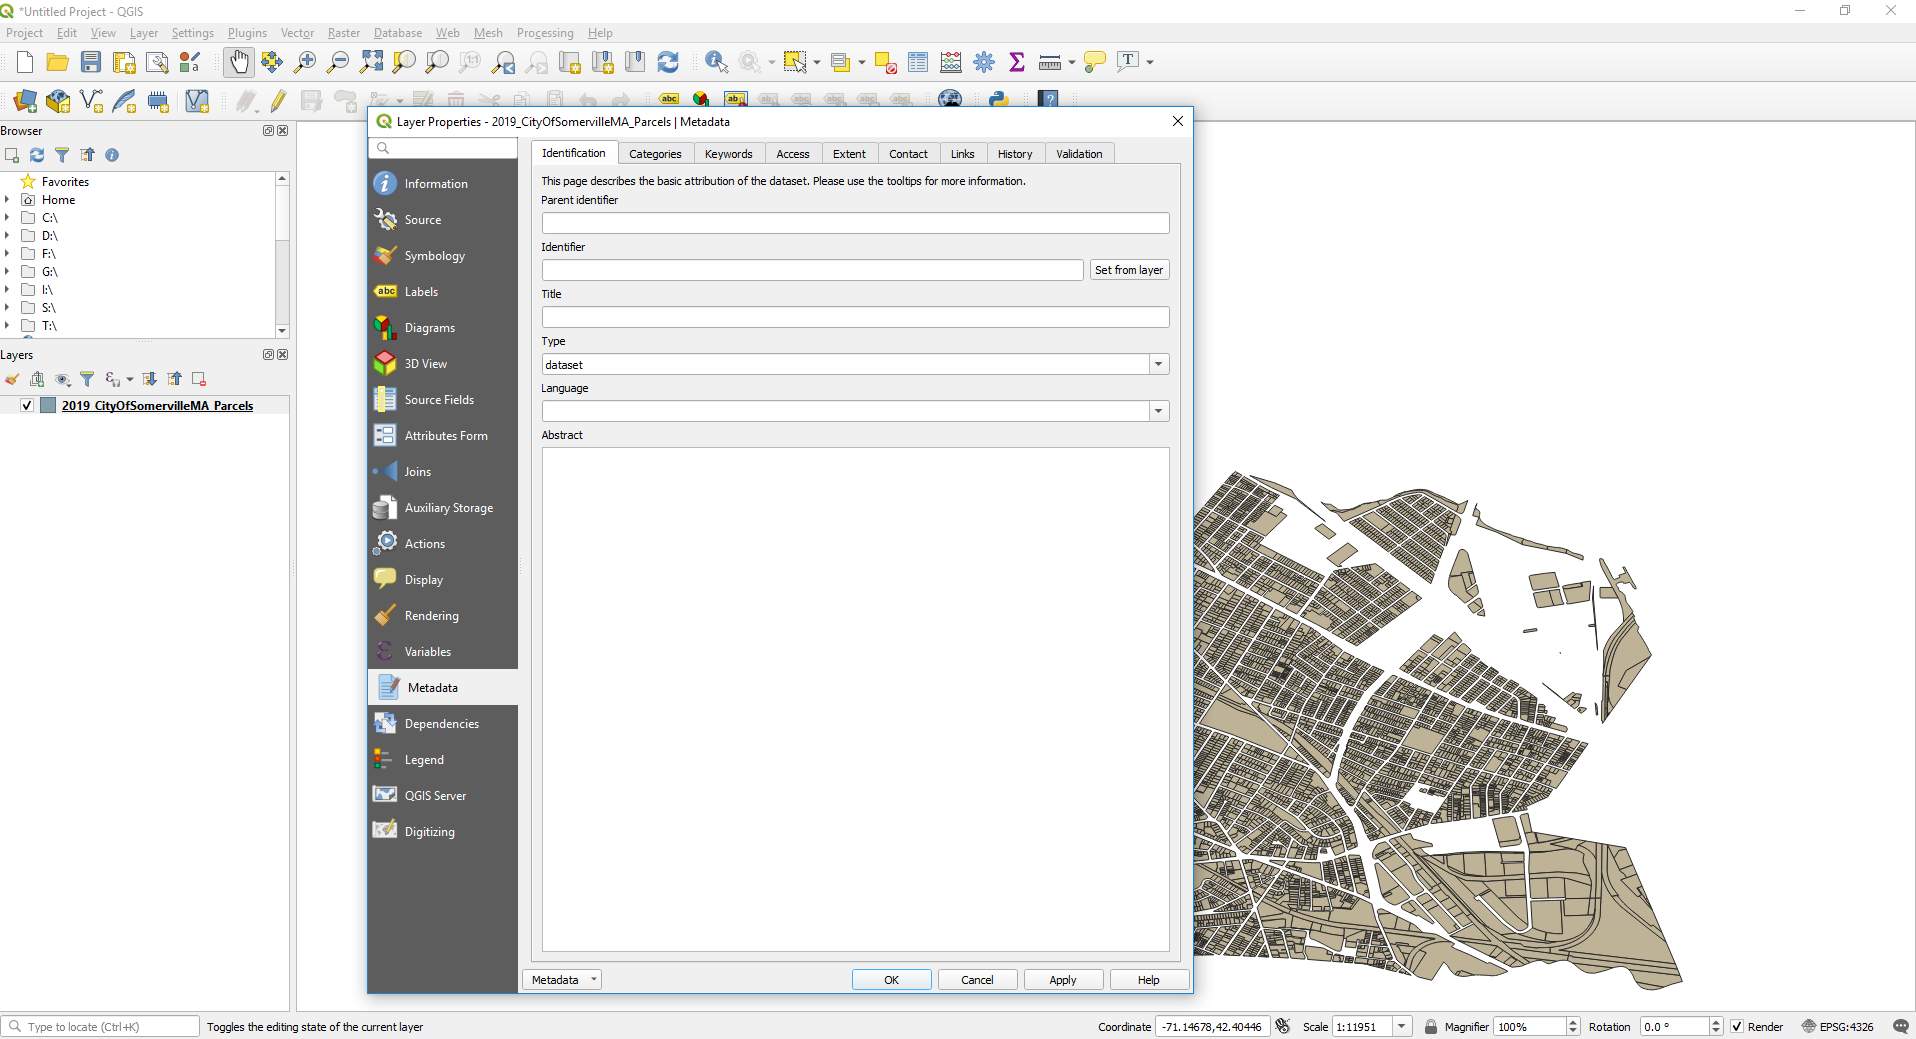 *Untitled Project - QGIS
Project Edit View Layer Settings Plugins Vector Raster Database Web Mesh Processing Help
Browser
Favorites
Home
C:\
D:\
F:\
G:\
I:\
S:\
T:\
Layers
2019_CityOfSomervilleMA_Parcels
Layer Properties - 2019_CityOfSomervilleMA_Parcels | Metadata
Information
Source
Symbology
abc Labels
Diagrams
3D View
Source Fields
Attributes Form
Joins
Auxiliary Storage
Actions
Display
Rendering
Variables
Metadata
Dependencies
Legend
QGIS Server
Digitizing
Identification Categories Keywords Access Extent Contact Links History Validation
This page describes the basic attribution of the dataset. Please use the tooltips for more information.
Parent identifier
Identifier
Set from layer
Title
Type
dataset
Language
Abstract
Metadata OK Cancel Apply Help
Type to locate (Ctrl+K) Toggles the editing state of the current layer Coordinate -71.14678,42.40446 Scale 1:11951 Magnifier 100% Rotation 0.0 ° Render EPSG:4326